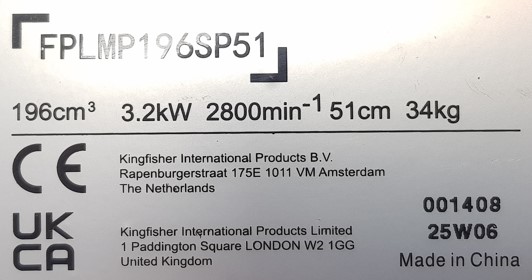 FPLMP196SP51
196cm³ 3.2kW 2800min⁻¹ 51cm 34kg
CE
Kingfisher International Products B.V.
Rapenburgerstraat 175E 1011 VM Amsterdam
The Netherlands
UK
CA
Kingfisher International Products Limited
1 Paddington Square LONDON W2 1GG
United Kingdom
001408
25W06
Made in China